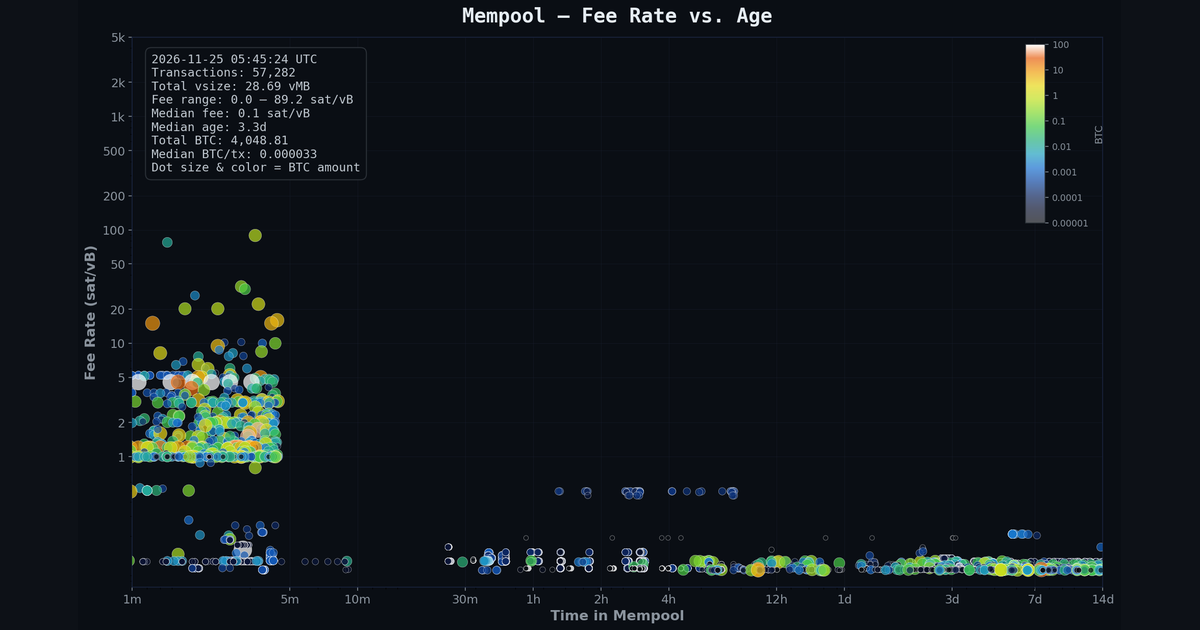 Mempool — Fee Rate vs. Age
2026-11-25 05:45:24 UTC
Transactions: 57,282
Total vsize: 28.69 vMB
Fee range: 0.0 — 89.2 sat/vB
Median fee: 0.1 sat/vB
Median age: 3.3d
Total BTC: 4,048.81
Median BTC/tx: 0.000033
Dot size & color = BTC amount
5k
2k
1k
500
200
100
50
20
10
5
2
1
Fee Rate (sat/vB)
100
10
1
0.1
0.01
0.001
0.0001
0.00001
BTC
1m 5m 10m 30m 1h 2h 4h 12h 1d 3d 7d 14d
Time in Mempool